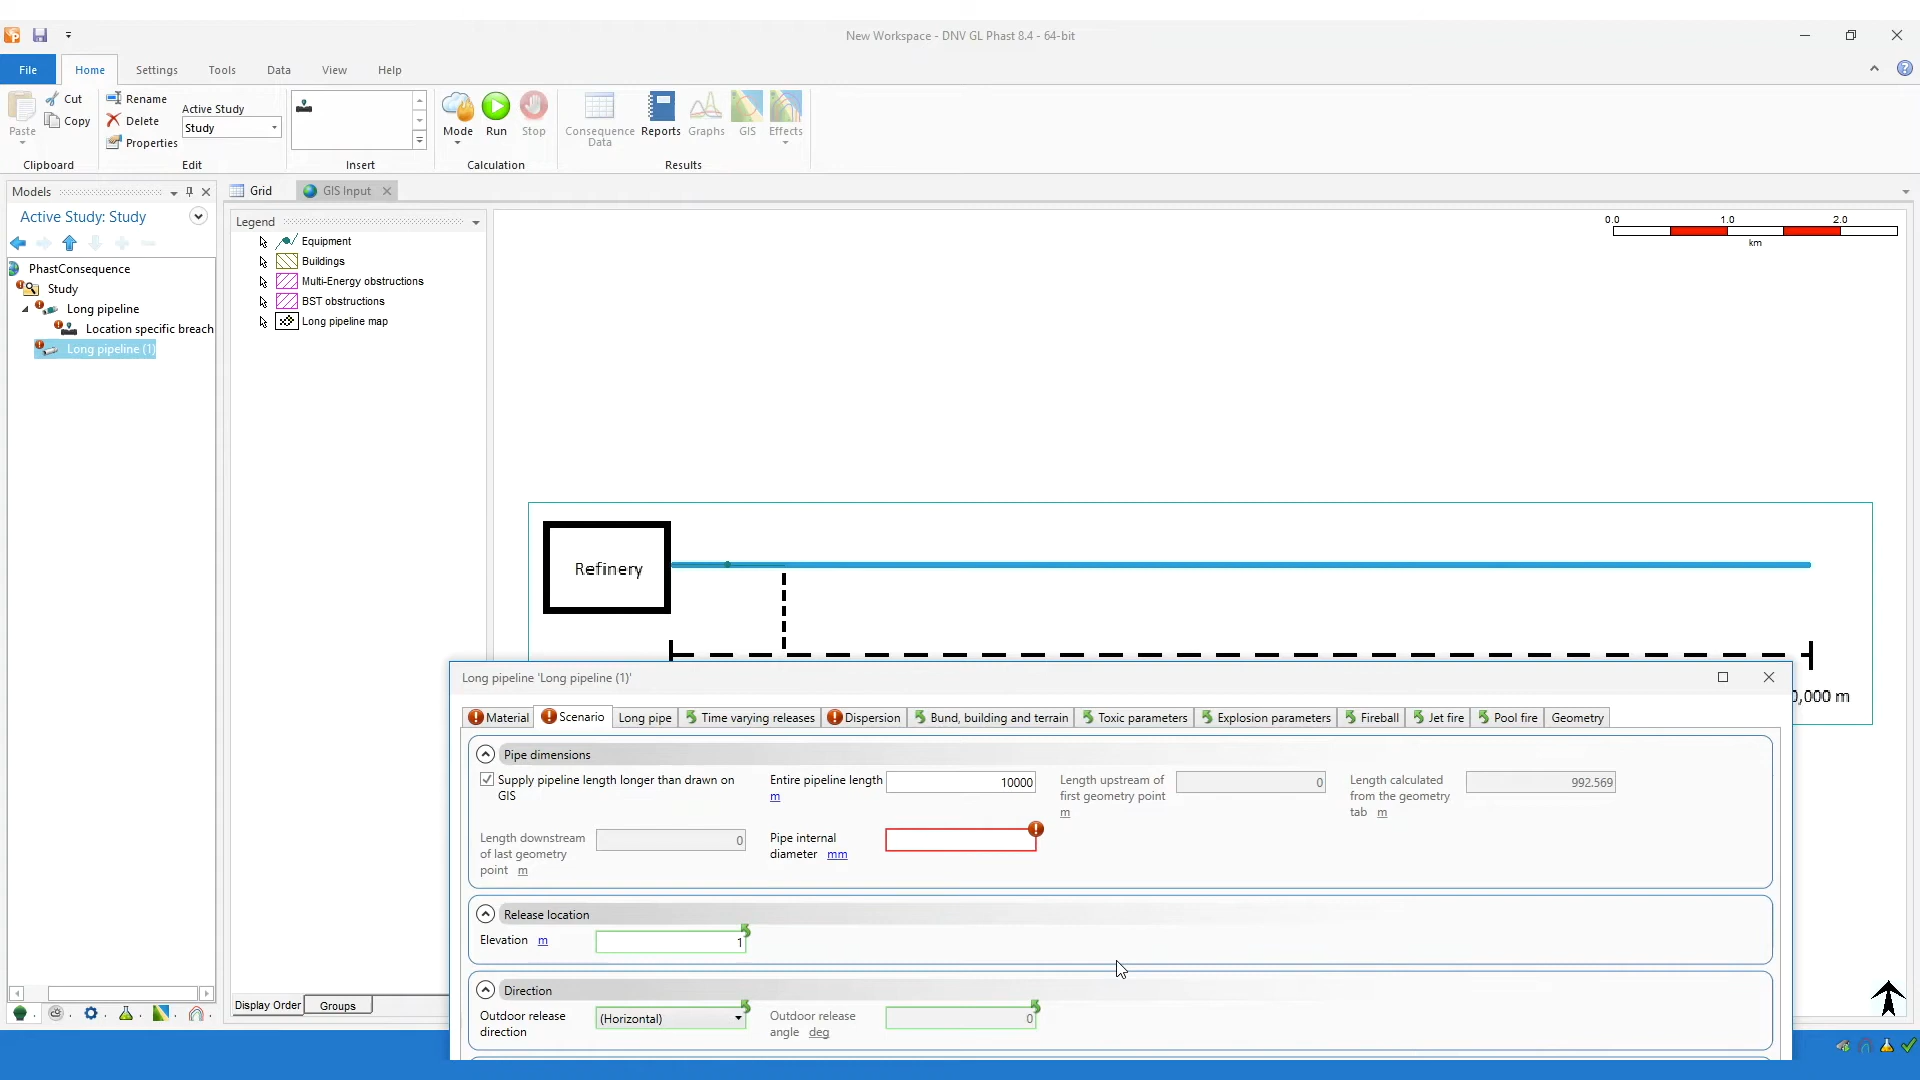 New Workspace - DNV GL Phast 8.4 - 64-bit
File Home Settings Tools Data View Help
Paste
Cut
Copy
Clipboard
Rename
Delete
Properties
Active Study
Study
Edit
Insert
Mode
Run
Stop
Calculation
Consequence Data
Reports
Graphs
GIS
Effects
Results
Models
Active Study: Study
PhastConsequence
Study
Long pipeline
Location specific breach
Long pipeline (1)
Grid
GIS Input
Legend
Equipment
Buildings
Multi-Energy obstructions
BST obstructions
Long pipeline map
Display Order
Groups
0.0 1.0 2.0
km
Refinery
0,000 m
Long pipeline 'Long pipeline (1)'
Material Scenario Long pipe Time varying releases Dispersion Bund, building and terrain Toxic parameters Explosion parameters Fireball Jet fire Pool fire Geometry
Pipe dimensions
Supply pipeline length longer than drawn on
GIS
Entire pipeline length
m
10000
Length upstream of
first geometry point
m
0
Length calculated
from the geometry
tab m
992.569
Length downstream
of last geometry
point m
0
Pipe internal
diameter mm
Release location
Elevation m
1
Direction
Outdoor release
direction
(Horizontal)
Outdoor release
angle deg
0